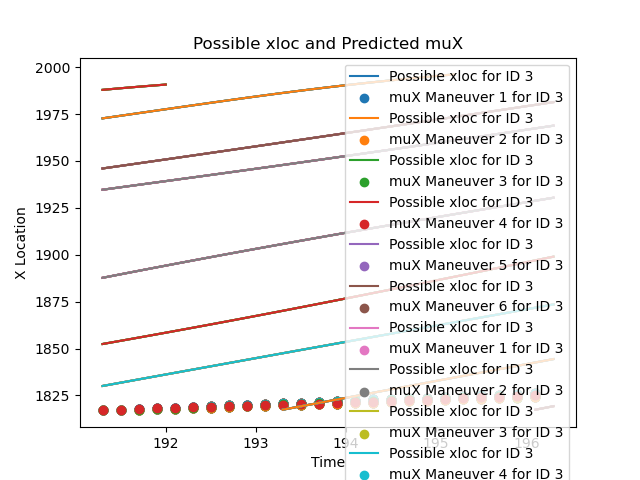 Possible xloc and Predicted muX
2000
1975
1950
1925
1900
1875
1850
1825
X Location
192
193
194
195
196
Time
Possible xloc for ID 3
muX Maneuver 1 for ID 3
Possible xloc for ID 3
muX Maneuver 2 for ID 3
Possible xloc for ID 3
muX Maneuver 3 for ID 3
Possible xloc for ID 3
muX Maneuver 4 for ID 3
Possible xloc for ID 3
muX Maneuver 5 for ID 3
Possible xloc for ID 3
muX Maneuver 6 for ID 3
Possible xloc for ID 3
muX Maneuver 1 for ID 3
Possible xloc for ID 3
muX Maneuver 2 for ID 3
Possible xloc for ID 3
muX Maneuver 3 for ID 3
Possible xloc for ID 3
muX Maneuver 4 for ID 3